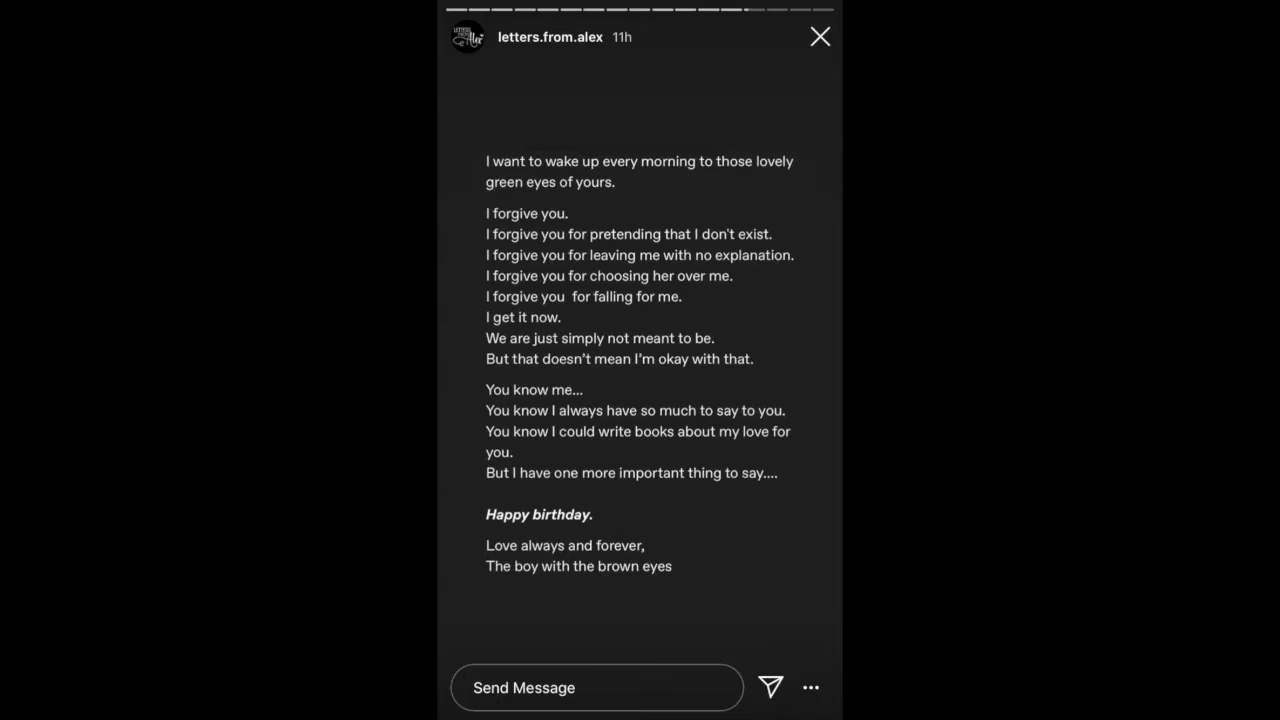 LETTERS
FROM
Alex
letters.from.alex 11h
I want to wake up every morning to those lovely
green eyes of yours.
I forgive you.
I forgive you for pretending that I don't exist.
I forgive you for leaving me with no explanation.
I forgive you for choosing her over me.
I forgive you  for falling for me.
I get it now.
We are just simply not meant to be.
But that doesn’t mean I’m okay with that.
You know me...
You know I always have so much to say to you.
You know I could write books about my love for
you.
But I have one more important thing to say....
Happy birthday.
Love always and forever,
The boy with the brown eyes
Send Message